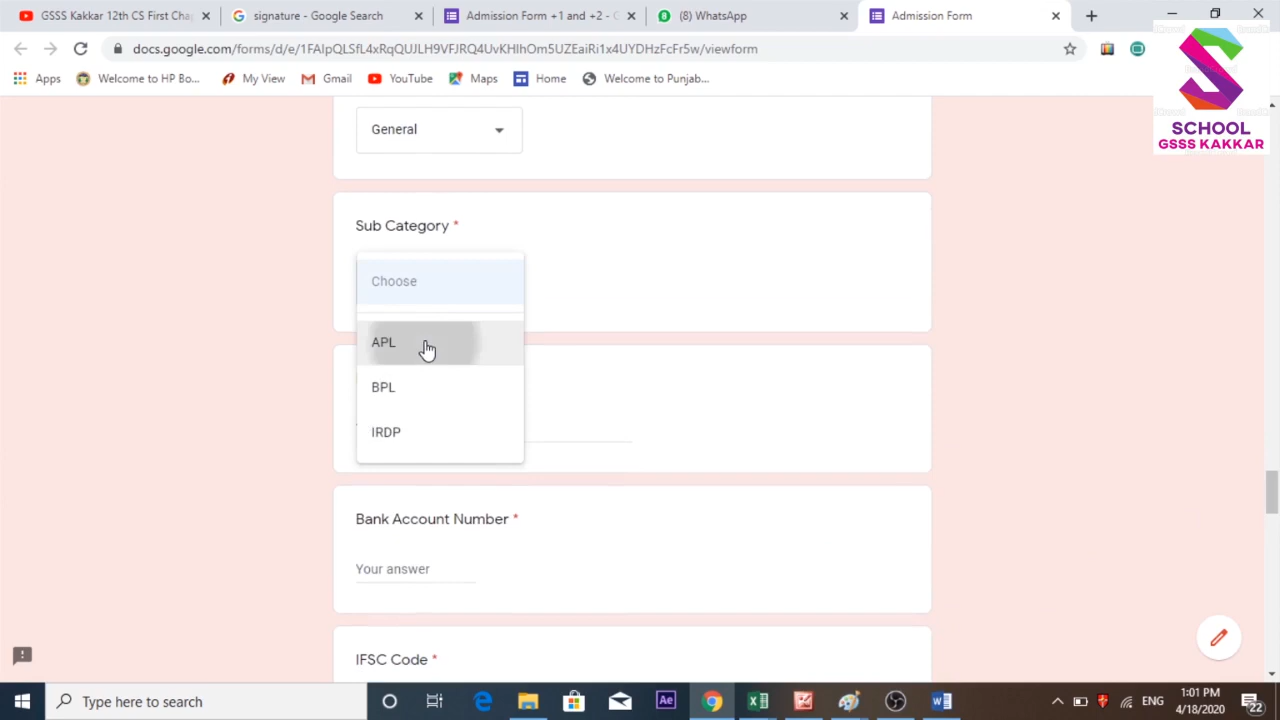 GSSS Kakkar 12th CS First Cha
signature - Google Search
Admission Form +1 and +2 - G
(8) WhatsApp
Admission Form
docs.google.com/forms/d/e/1FAIpQLSfL4xRqQUJLH9VFJRQ4UvKHIhOm5UZEaiRi1x4UYDHzFcFr5w/viewform
Apps
Welcome to HP Bo...
My View
Gmail
YouTube
Maps
Home
Welcome to Punjab...
SCHOOL
GSSS KAKKAR
General
Sub Category *
Choose
APL
BPL
IRDP
Bank Account Number *
Your answer
IFSC Code *
Type here to search
Ae
ENG
1:01 PM
4/18/2020
22